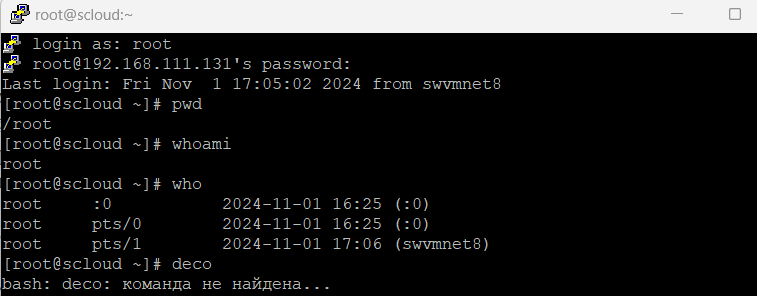 root@scloud:~
login as: root
root@192.168.111.131's password:
Last login: Fri Nov  1 17:05:02 2024 from swvmnet8
[root@scloud ~]# pwd
/root
[root@scloud ~]# whoami
root
[root@scloud ~]# who
root     :0           2024-11-01 16:25 (:0)
root     pts/0        2024-11-01 16:25 (:0)
root     pts/1        2024-11-01 17:06 (swvmnet8)
[root@scloud ~]# deco
bash: deco: команда не найдена...